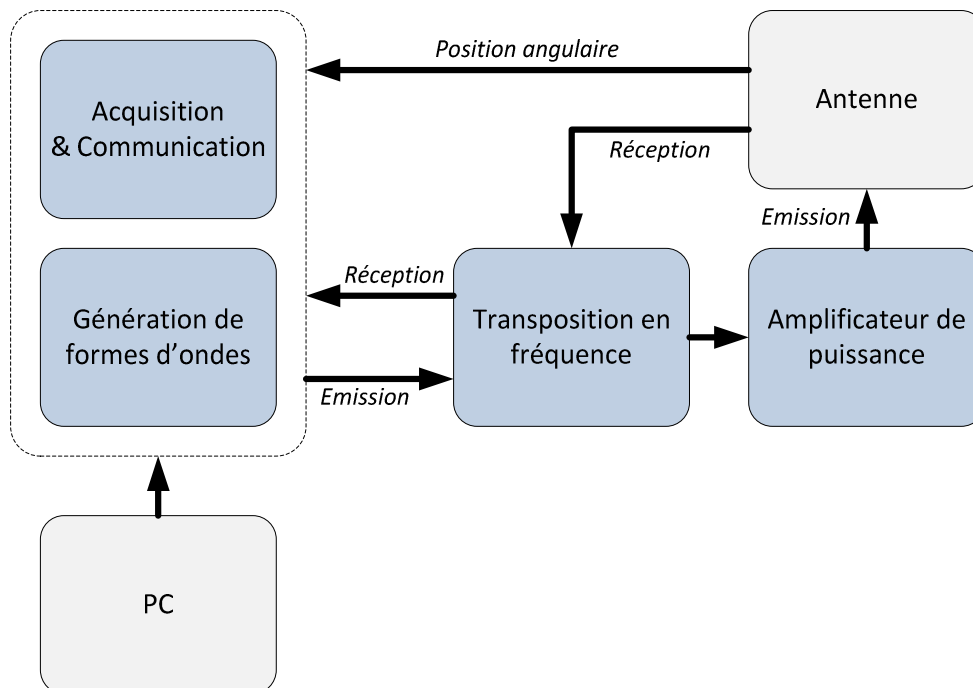 Position angulaire
Acquisition
& Communication
Antenne
Réception
Emission
Réception
Génération de
formes d'ondes
Transposition en
fréquence
Amplificateur de
puissance
Emission
PC